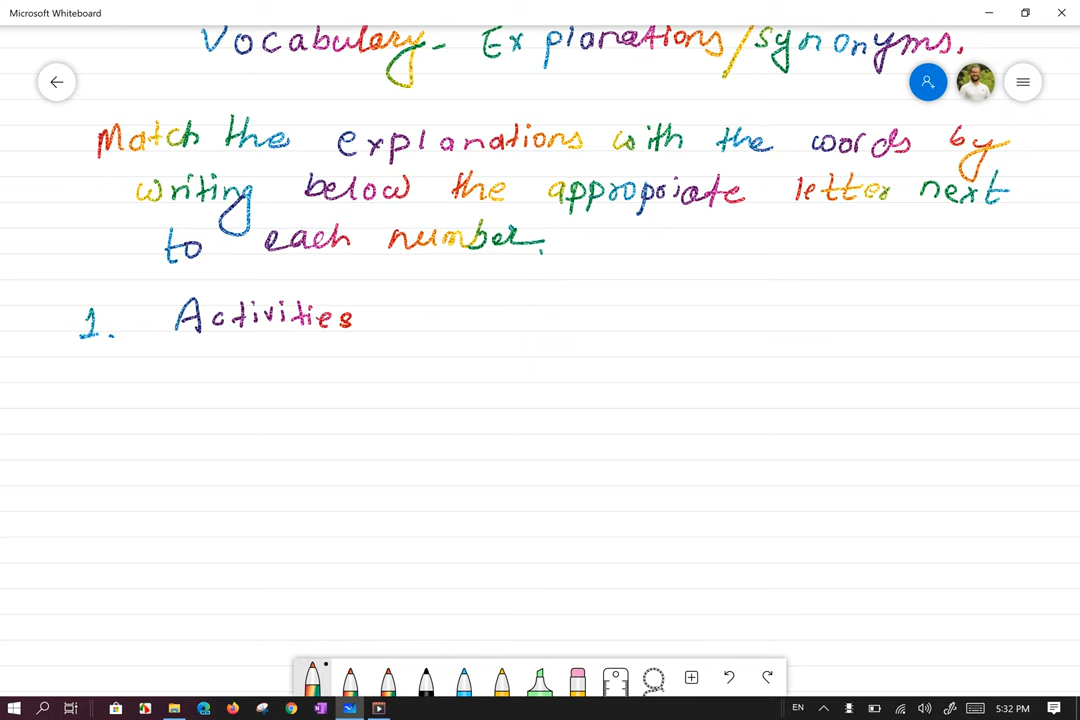 Microsoft Whiteboard
Vocabulary- Explanations/synonyms.
Match the explanations with the words by
writing below the appropriate letter next
to each number.
1. Activities
EN 5:32 PM